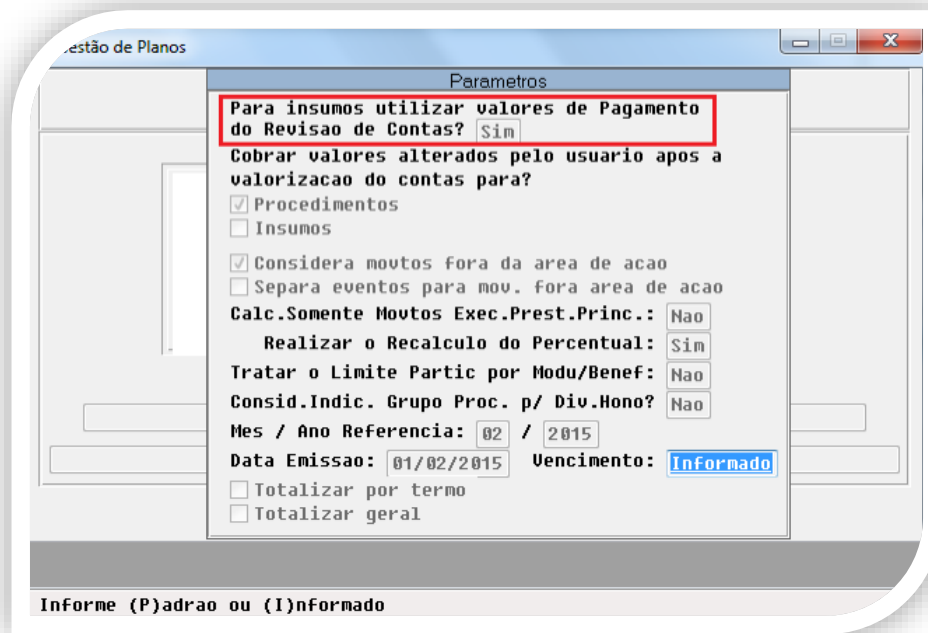 estão de Planos
Parametros
Para insumos utilizar valores de Pagamento
do Revisao de Contas? Sim
Cobrar valores alterados pelo usuario apos a
valorizacao do contas para?
Procedimentos
Insumos
Considera movtos fora da area de acao
Separa eventos para mov. fora area de acao
Calc.Somente Movtos Exec.Prest.Princ.: Nao
Realizar o Recalculo do Percentual: Sim
Tratar o Limite Partic por Modu/Benef: Nao
Consid.Indic. Grupo Proc. p/ Div.Hono? Nao
Mes / Ano Referencia: 02 / 2015
Data Emissao: 01/02/2015 Vencimento: Informado
Totalizar por termo
Totalizar geral
Informe (P)adrao ou (I)nformado